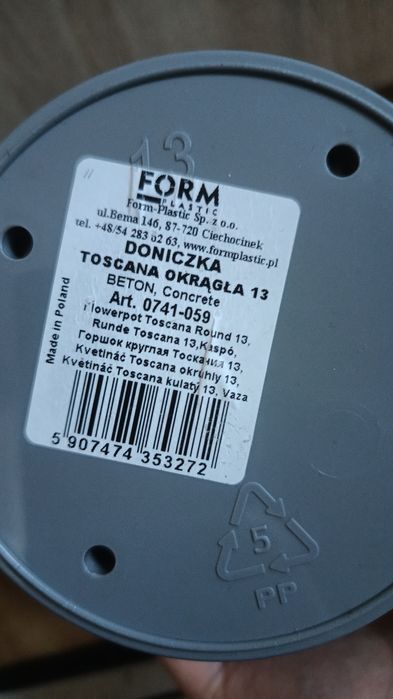 13
FORM
PLASTIC
Form-Plastic Sp. z o.o.
ul.Bema 146, 87-720 Ciechocinek
tel. +48/54 283 62 63, www.formplastic.pl
DONICZKA
TOSCANA OKRĄGŁA 13
BETON, Concrete
Art. 0741-059
Flowerpot Toscana Round 13,
Runde Toscana 13,Kaspó,
Горшок круглая Тоскания 13,
Kvetináč Toscana okruhly 13,
Květináč Toscana kulatý 13, Vaza
Made in Poland
5 907474 353272
5
PP